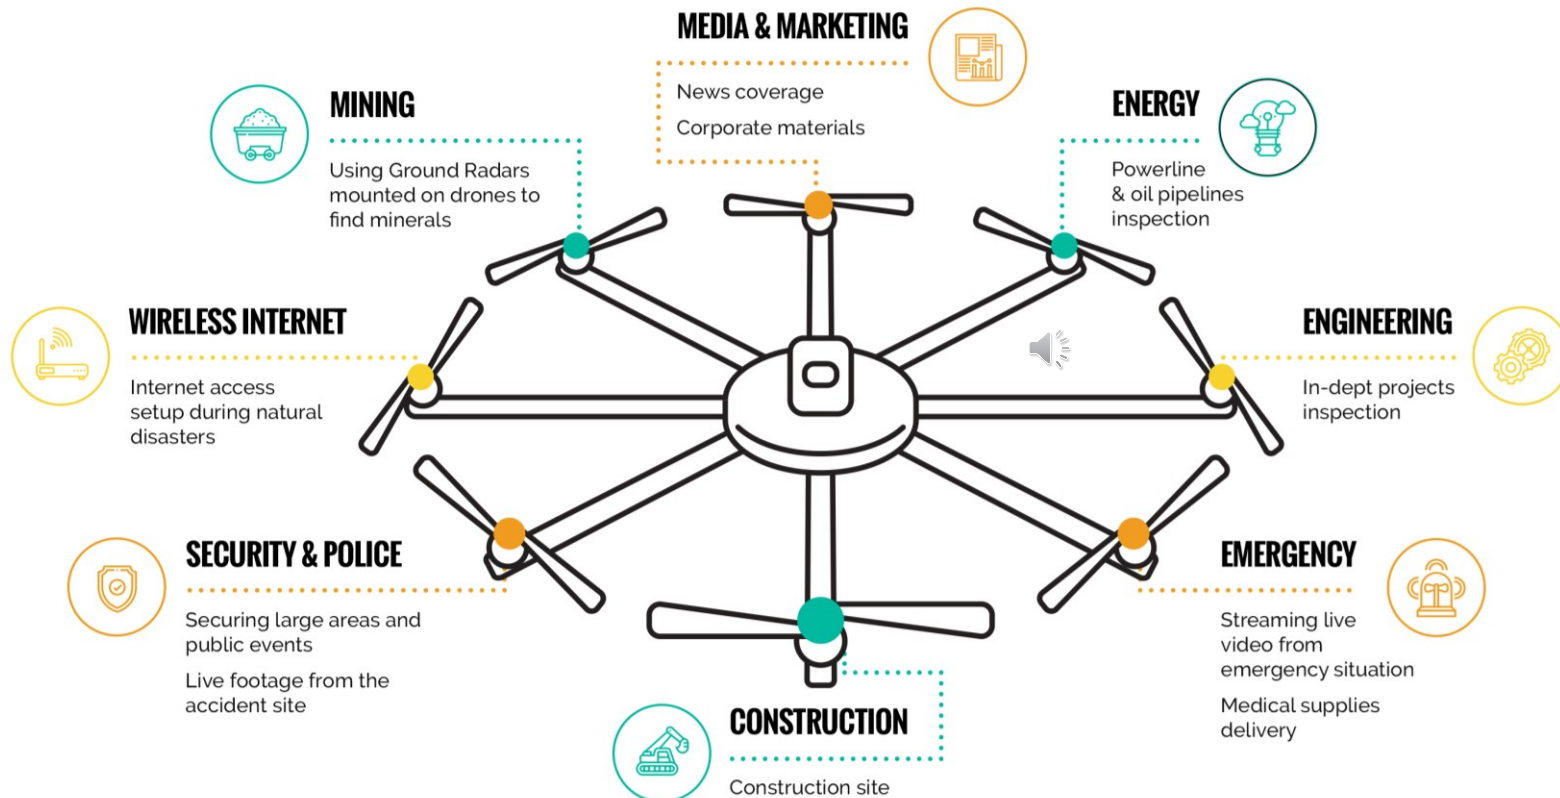 MEDIA & MARKETING
News coverage
Corporate materials
MINING
Using Ground Radars
mounted on drones to
find minerals
ENERGY
Powerline
& oil pipelines
inspection
WIRELESS INTERNET
Internet access
setup during natural
disasters
ENGINEERING
In-dept projects
inspection
SECURITY & POLICE
Securing large areas and
public events
Live footage from the
accident site
EMERGENCY
Streaming live
video from
emergency situation
Medical supplies
delivery
CONSTRUCTION
Construction site